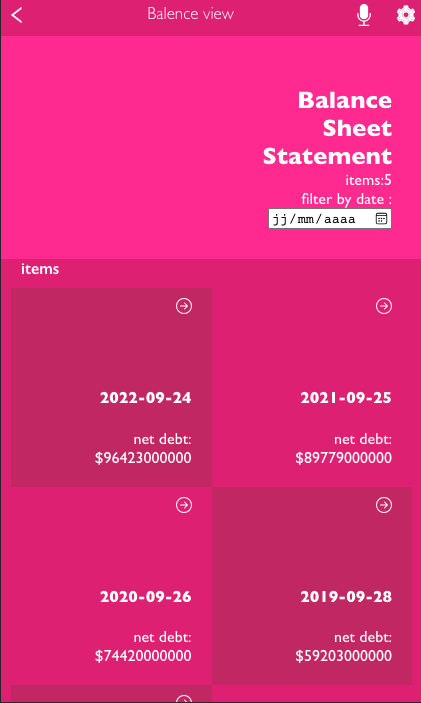 Balence view
Balance
Sheet
Statement
items:5
filter by date :
jj/mm/aaaa
items
2022-09-24
net debt:
$96423000000
2021-09-25
net debt:
$89779000000
2020-09-26
net debt:
$74420000000
2019-09-28
net debt:
$59203000000